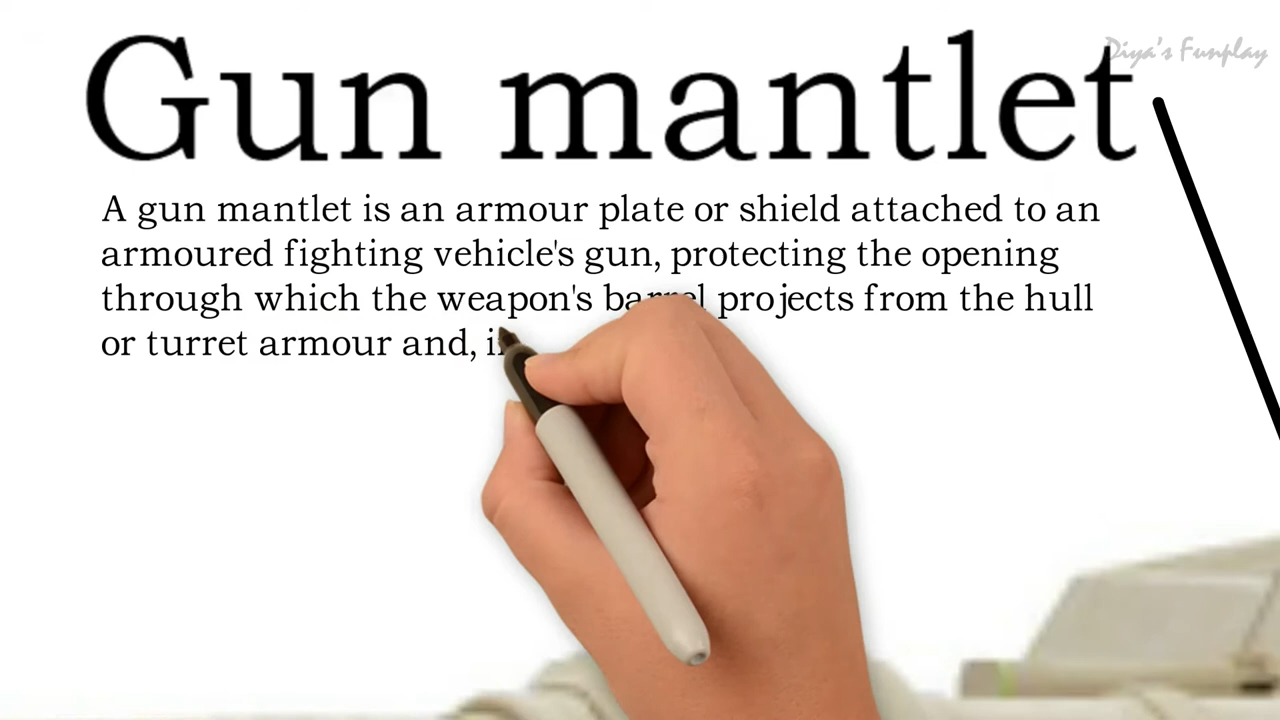 Gun mantlet
Diya's Funplay
A gun mantlet is an armour plate or shield attached to an
armoured fighting vehicle's gun, protecting the opening
through which the weapon's barrel projects from the hull
or turret armour and,